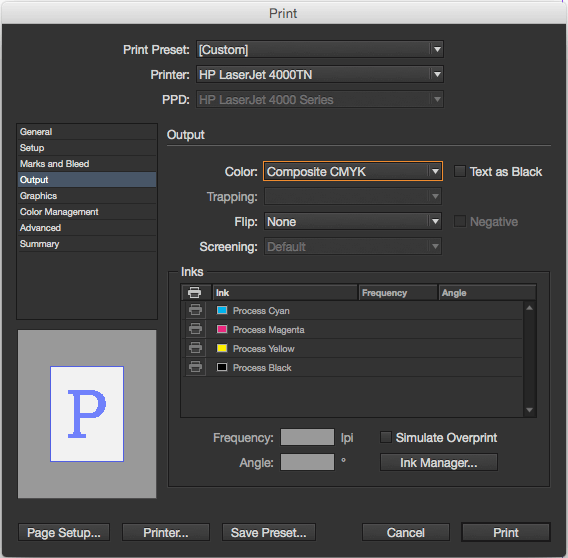 Print
Print Preset: [Custom]
Printer: HP LaserJet 4000TN
PPD: HP LaserJet 4000 Series
General
Setup
Marks and Bleed
Output
Graphics
Color Management
Advanced
Summary
Output
Color: Composite CMYK Text as Black
Trapping:
Flip: None Negative
Screening: Default
Inks
Ink Frequency Angle
Process Cyan
Process Magenta
Process Yellow
Process Black
Frequency: lpi Simulate Overprint
Angle: ° Ink Manager...
P
Page Setup... Printer... Save Preset... Cancel Print